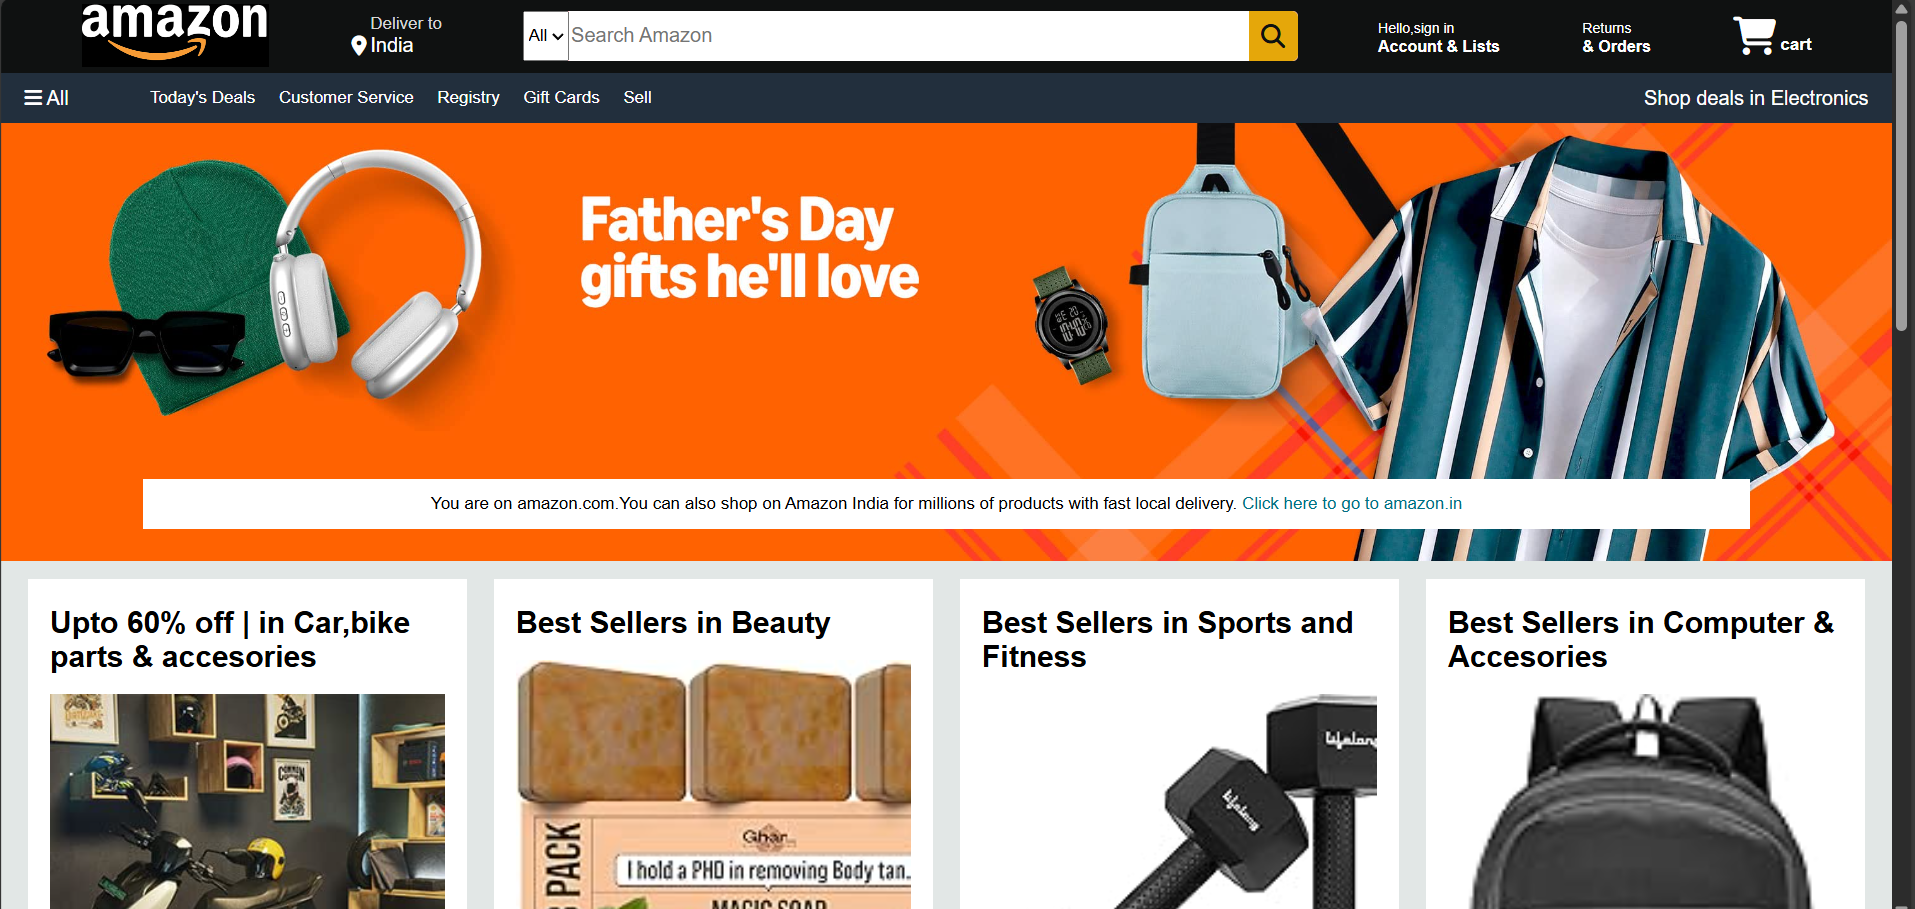 amazon
Deliver to
India
All
Search Amazon
Hello,sign in
Account & Lists
Returns
& Orders
cart
All
Today's Deals
Customer Service
Registry
Gift Cards
Sell
Shop deals in Electronics
Father's Day
gifts he'll love
You are on amazon.com.You can also shop on Amazon India for millions of products with fast local delivery. Click here to go to amazon.in
Upto 60% off | in Car,bike
parts & accesories
Best Sellers in Beauty
Best Sellers in Sports and
Fitness
Best Sellers in Computer &
Accesories
COMMON
lifelong
lifelong
Ghar
PACK
I hold a PHD in removing Body tan.
MAGIC SOAP